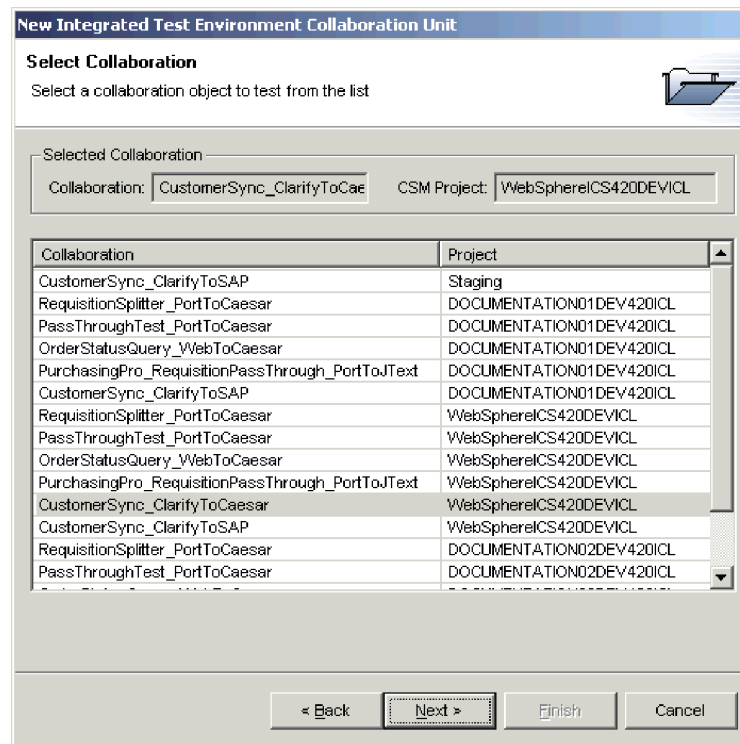 New Integrated Test Environment Collaboration Unit
Select Collaboration
Select a collaboration object to test from the list
Selected Collaboration
Collaboration: CustomerSync_ClarifyToCae CSM Project: WebSphereICS420DEVICL
Collaboration Project
CustomerSync_ClarifyToSAP Staging
RequisitionSplitter_PortToCaesar DOCUMENTATION01DEV420ICL
PassThroughTest_PortToCaesar DOCUMENTATION01DEV420ICL
OrderStatusQuery_WebToCaesar DOCUMENTATION01DEV420ICL
PurchasingPro_RequisitionPassThrough_PortToJText DOCUMENTATION01DEV420ICL
CustomerSync_ClarifyToSAP DOCUMENTATION01DEV420ICL
RequisitionSplitter_PortToCaesar WebSphereICS420DEVICL
PassThroughTest_PortToCaesar WebSphereICS420DEVICL
OrderStatusQuery_WebToCaesar WebSphereICS420DEVICL
PurchasingPro_RequisitionPassThrough_PortToJText WebSphereICS420DEVICL
CustomerSync_ClarifyToCaesar WebSphereICS420DEVICL
CustomerSync_ClarifyToSAP WebSphereICS420DEVICL
RequisitionSplitter_PortToCaesar DOCUMENTATION02DEV420ICL
PassThroughTest_PortToCaesar DOCUMENTATION02DEV420ICL
< Back Next > Finish Cancel